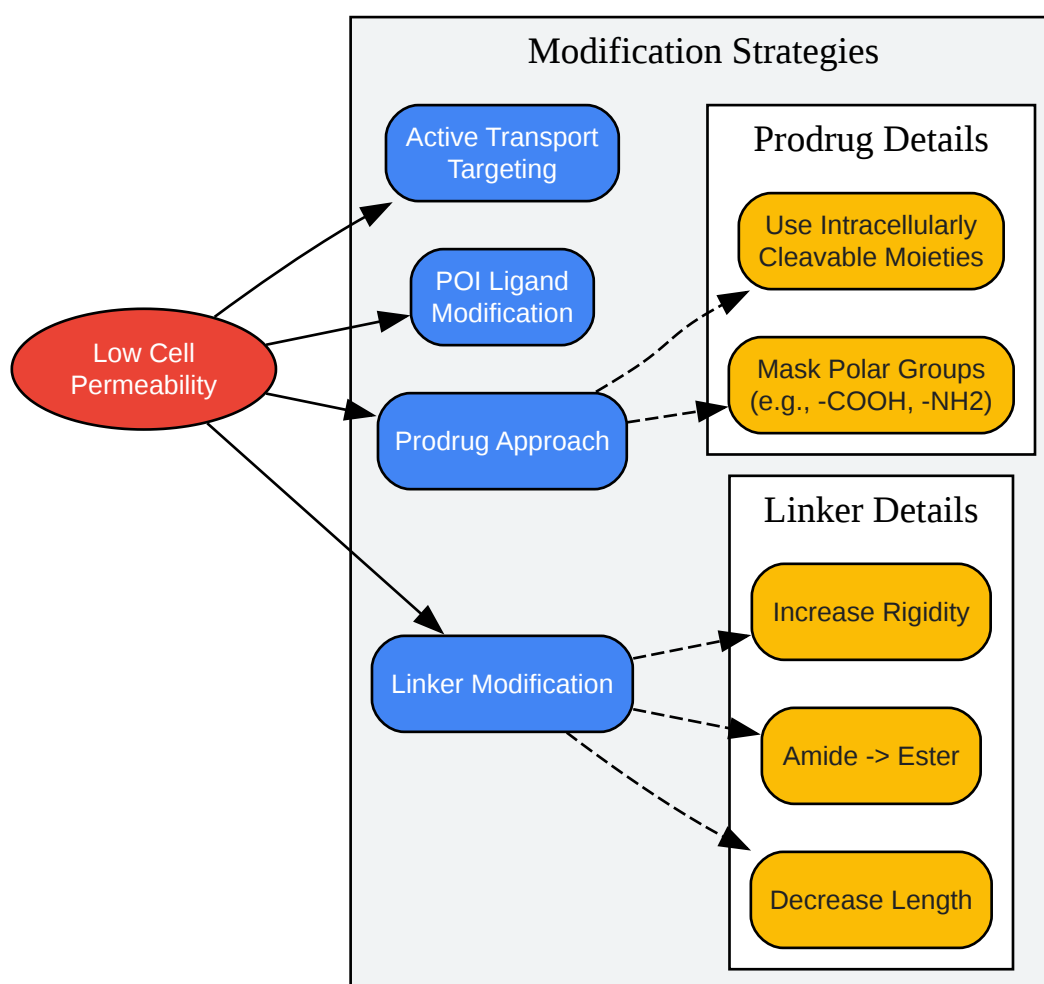 Modification Strategies
Active Transport
Targeting
POI Ligand
Modification
Low Cell
Permeability
Prodrug Approach
Linker Modification
Prodrug Details
Use Intracellularly
Cleavable Moieties
Mask Polar Groups
(e.g., -COOH, -NH2)
Linker Details
Increase Rigidity
Amide -> Ester
Decrease Length